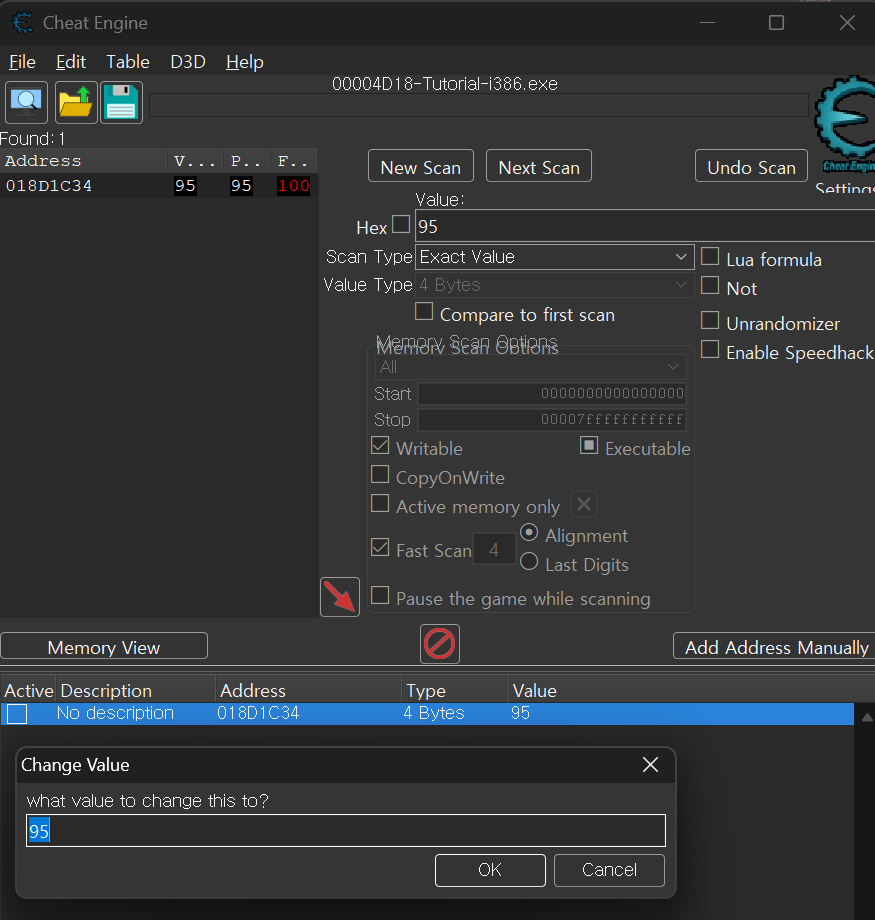 Cheat Engine
File Edit Table D3D Help
00004D18-Tutorial-i386.exe
Found: 1
Address V... P.. F..
018D1C34 95 95 100
New Scan Next Scan Undo Scan
Cheat Engin
Settings
Value:
Hex 95
Scan Type Exact Value
Lua formula
Value Type 4 Bytes
Not
Compare to first scan
Unrandomizer
Memory Scan Options
Memory Scan Options
Enable Speedhack
All
Start 0000000000000000
Stop 00007fffffffffff
Writable Executable
CopyOnWrite
Active memory only
Fast Scan 4 Alignment
Last Digits
Pause the game while scanning
Memory View Add Address Manually
Active Description Address Type Value
No description 018D1C34 4 Bytes 95
Change Value
what value to change this to?
95
OK Cancel